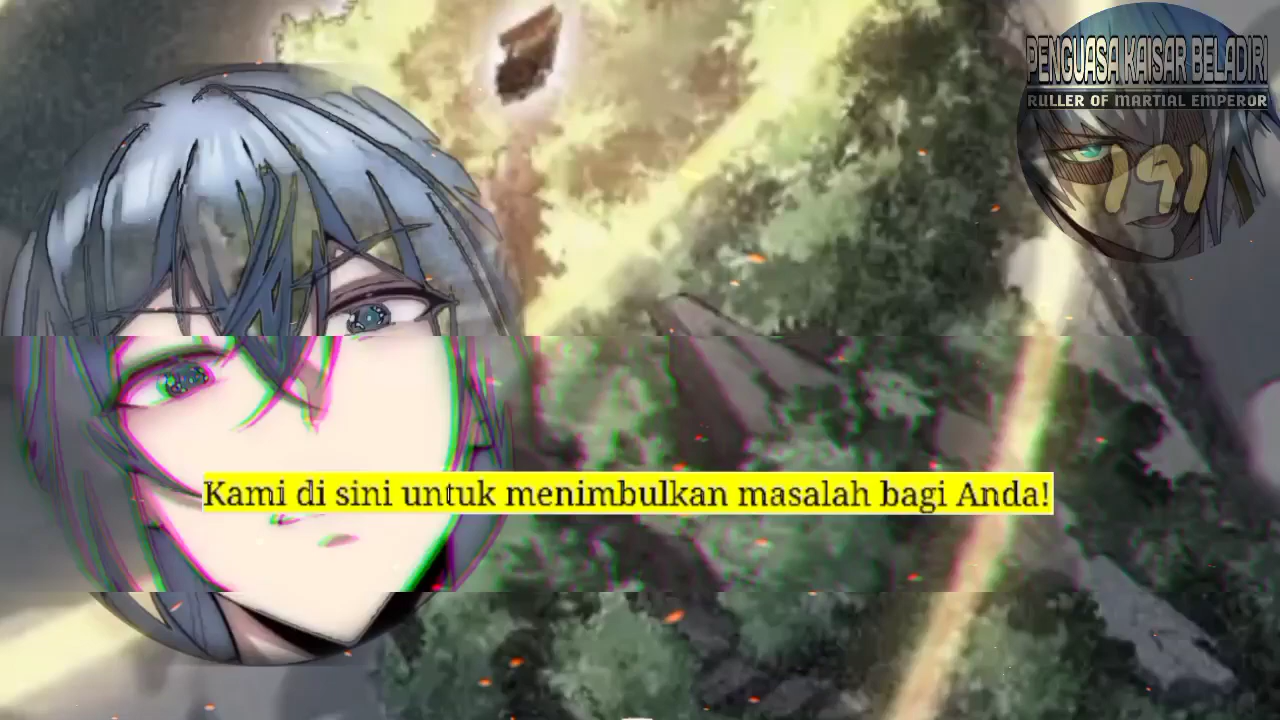 PENGUASA KAISAR BELADIRI
RULLER OF MARTIAL EMPEROR
191
Kami di sini untuk menimbulkan masalah bagi Anda!